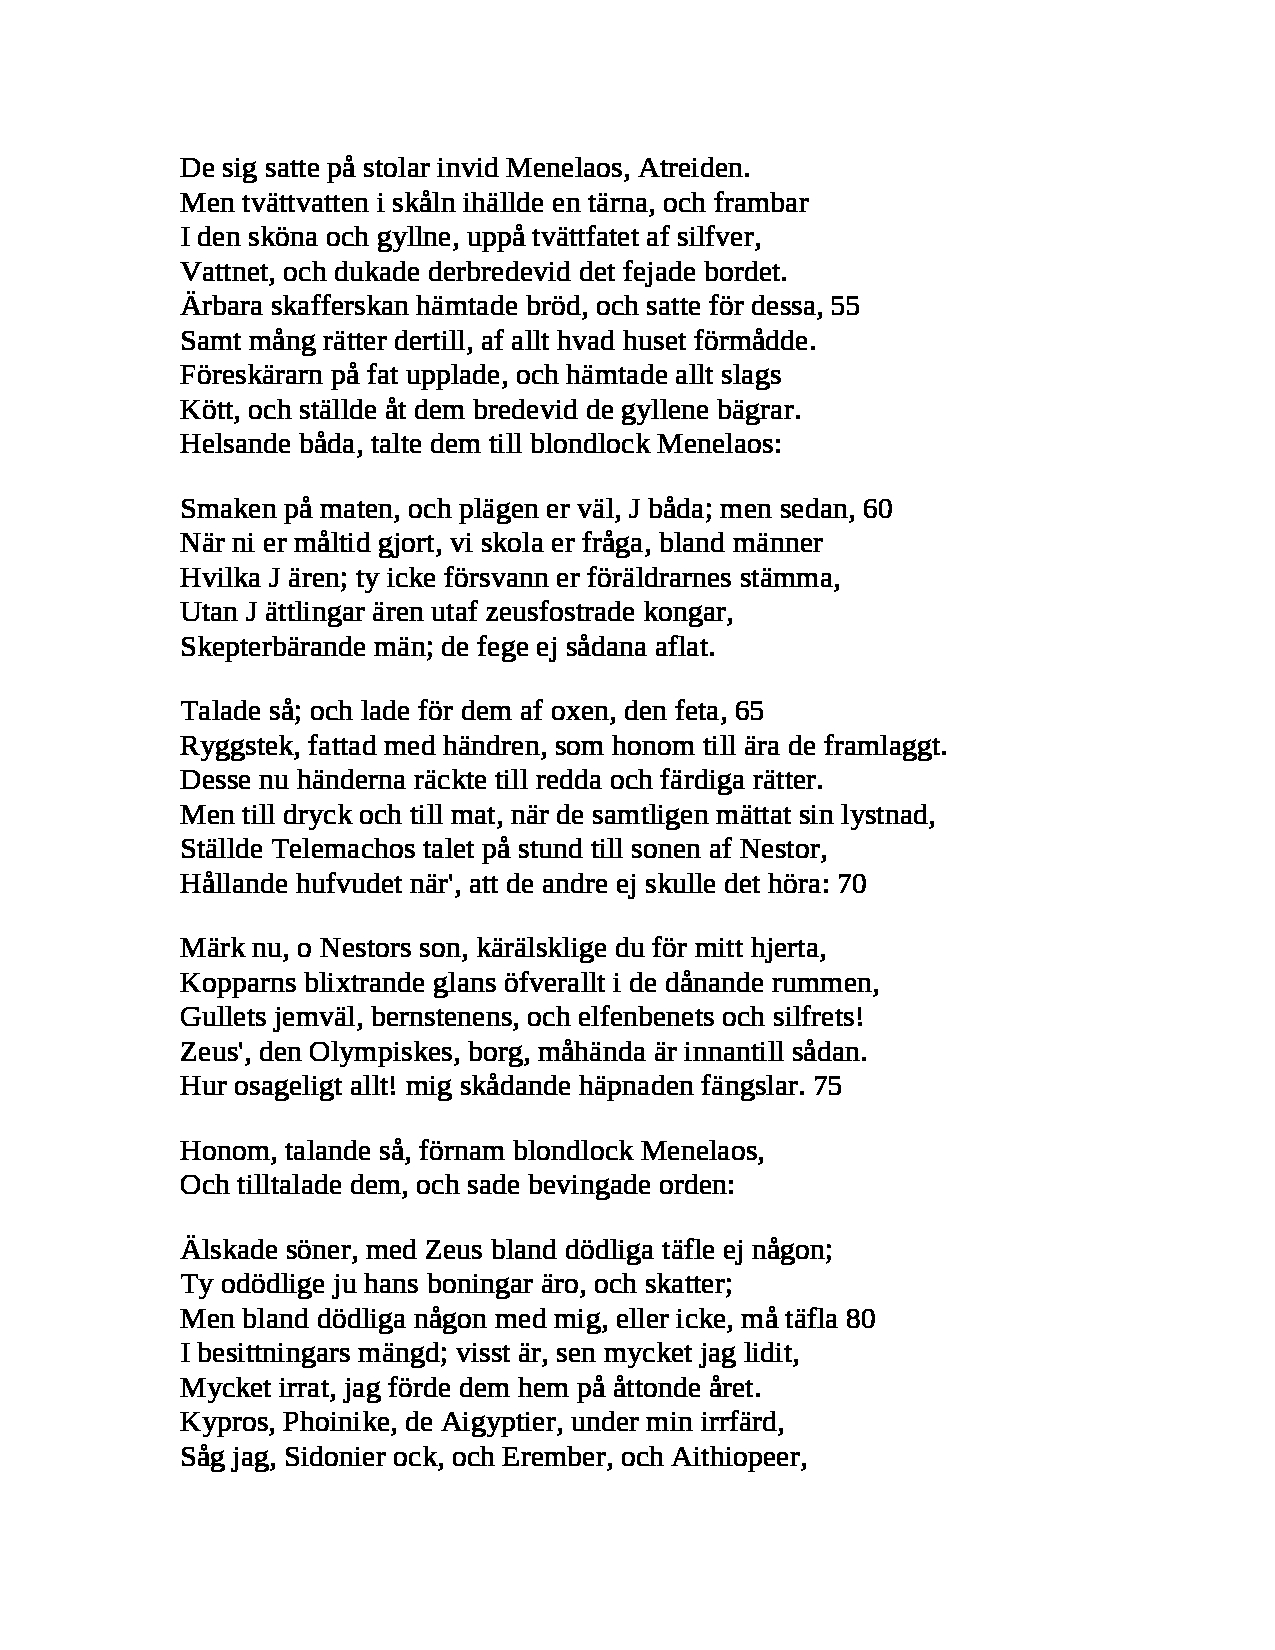 De sig satte på stolar invid Menelaos, Atreiden.
Men tvättvatten i skåln ihällde en tärna, och frambar
I den sköna och gyllne, uppå tvättfatet af silfver,
Vattnet, och dukade derbredevid det fejade bordet.
Ärbara skafferskan hämtade bröd, och satte för dessa, 55
Samt mång rätter dertill, af allt hvad huset förmådde.
Föreskärarn på fat upplade, och hämtade allt slags
Kött, och ställde åt dem bredevid de gyllene bägrar.
Helsande båda, talte dem till blondlock Menelaos:

Smaken på maten, och plägen er väl, J båda; men sedan, 60
När ni er måltid gjort, vi skola er fråga, bland männer
Hvilka J ären; ty icke försvann er föräldrarnes stämma,
Utan J ättlingar ären utaf zeusfostrade kongar,
Skepterbärande män; de fege ej sådana aflat.

Talade så; och lade för dem af oxen, den feta, 65
Ryggstek, fattad med händren, som honom till ära de framlaggt.
Desse nu händerna räckte till redda och färdiga rätter.
Men till dryck och till mat, när de samtligen mättat sin lystnad,
Ställde Telemachos talet på stund till sonen af Nestor,
Hållande hufvudet när', att de andre ej skulle det höra: 70

Märk nu, o Nestors son, kärälsklige du för mitt hjerta,
Kopparns blixtrande glans öfverallt i de dånande rummen,
Gullets jemväl, bernstenens, och elfenbenets och silfrets!
Zeus', den Olympiskes, borg, måhända är innantill sådan.
Hur osageligt allt! mig skådande häpnaden fängslar. 75

Honom, talande så, förnam blondlock Menelaos,
Och tilltalade dem, och sade bevingade orden:

Älskade söner, med Zeus bland dödliga täfle ej någon;
Ty odödlige ju hans boningar äro, och skatter;
Men bland dödliga någon med mig, eller icke, må täfla 80
I besittningars mängd; visst är, sen mycket jag lidit,
Mycket irrat, jag förde dem hem på åttonde året.
Kypros, Phoinike, de Aigyptier, under min irrfärd,
Såg jag, Sidonier ock, och Erember, och Aithiopeer,